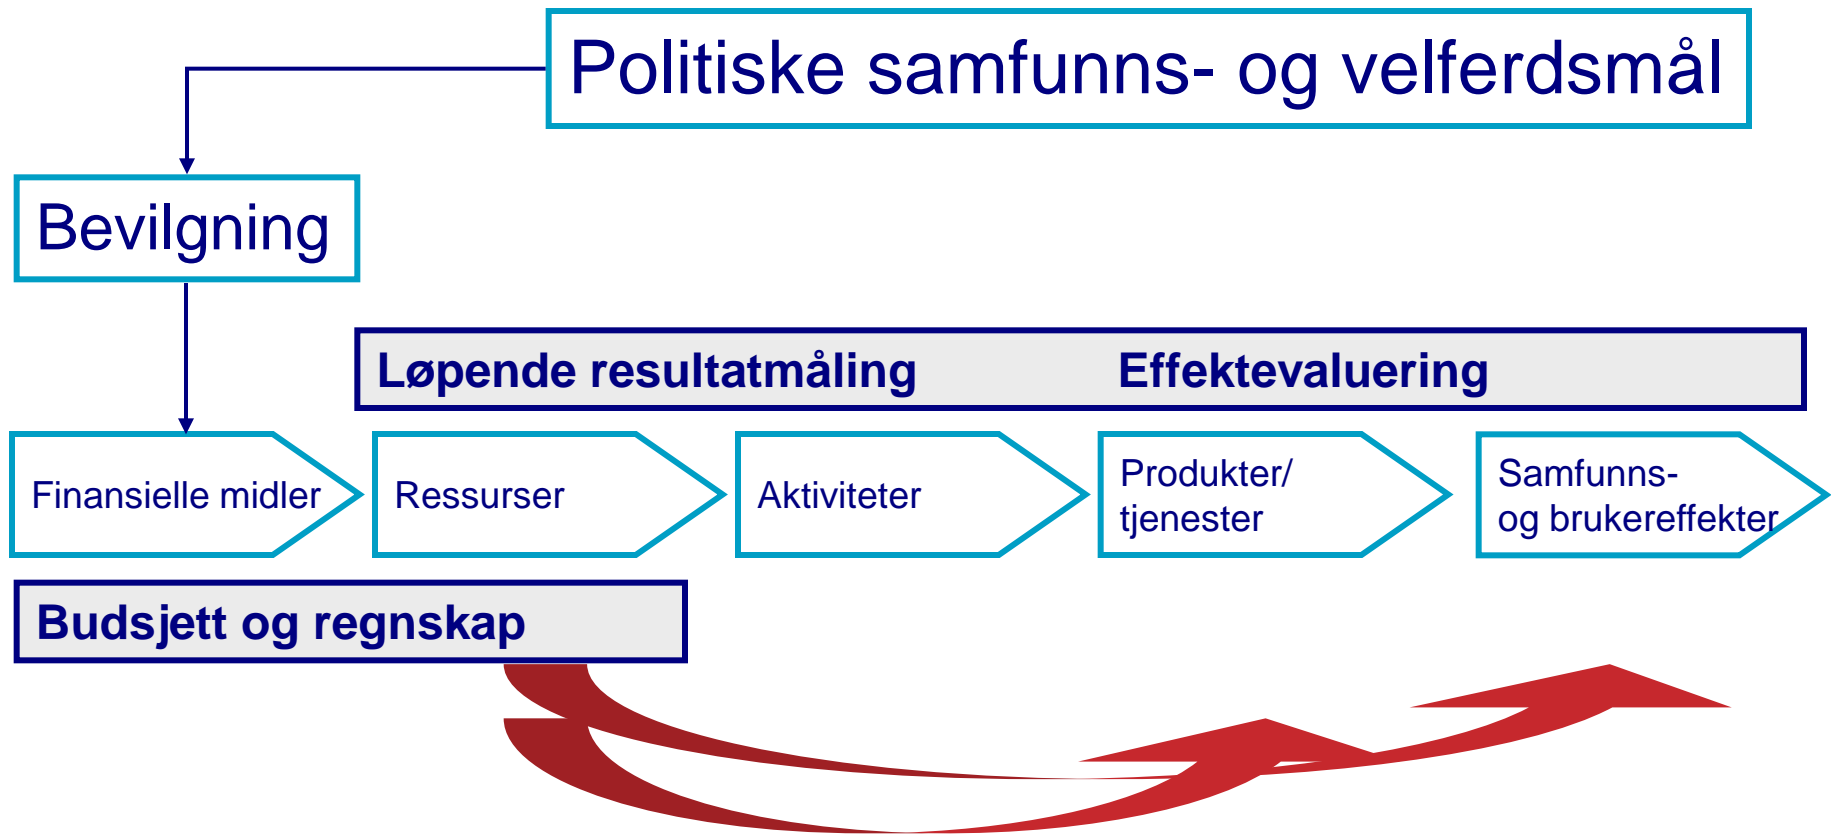 Politiske samfunns- og velferdsmål
Bevilgning
Løpende resultatmåling Effektevaluering
Finansielle midler
Ressurser
Aktiviteter
Produkter/
tjenester
Samfunns-
og brukereffekter
Budsjett og regnskap